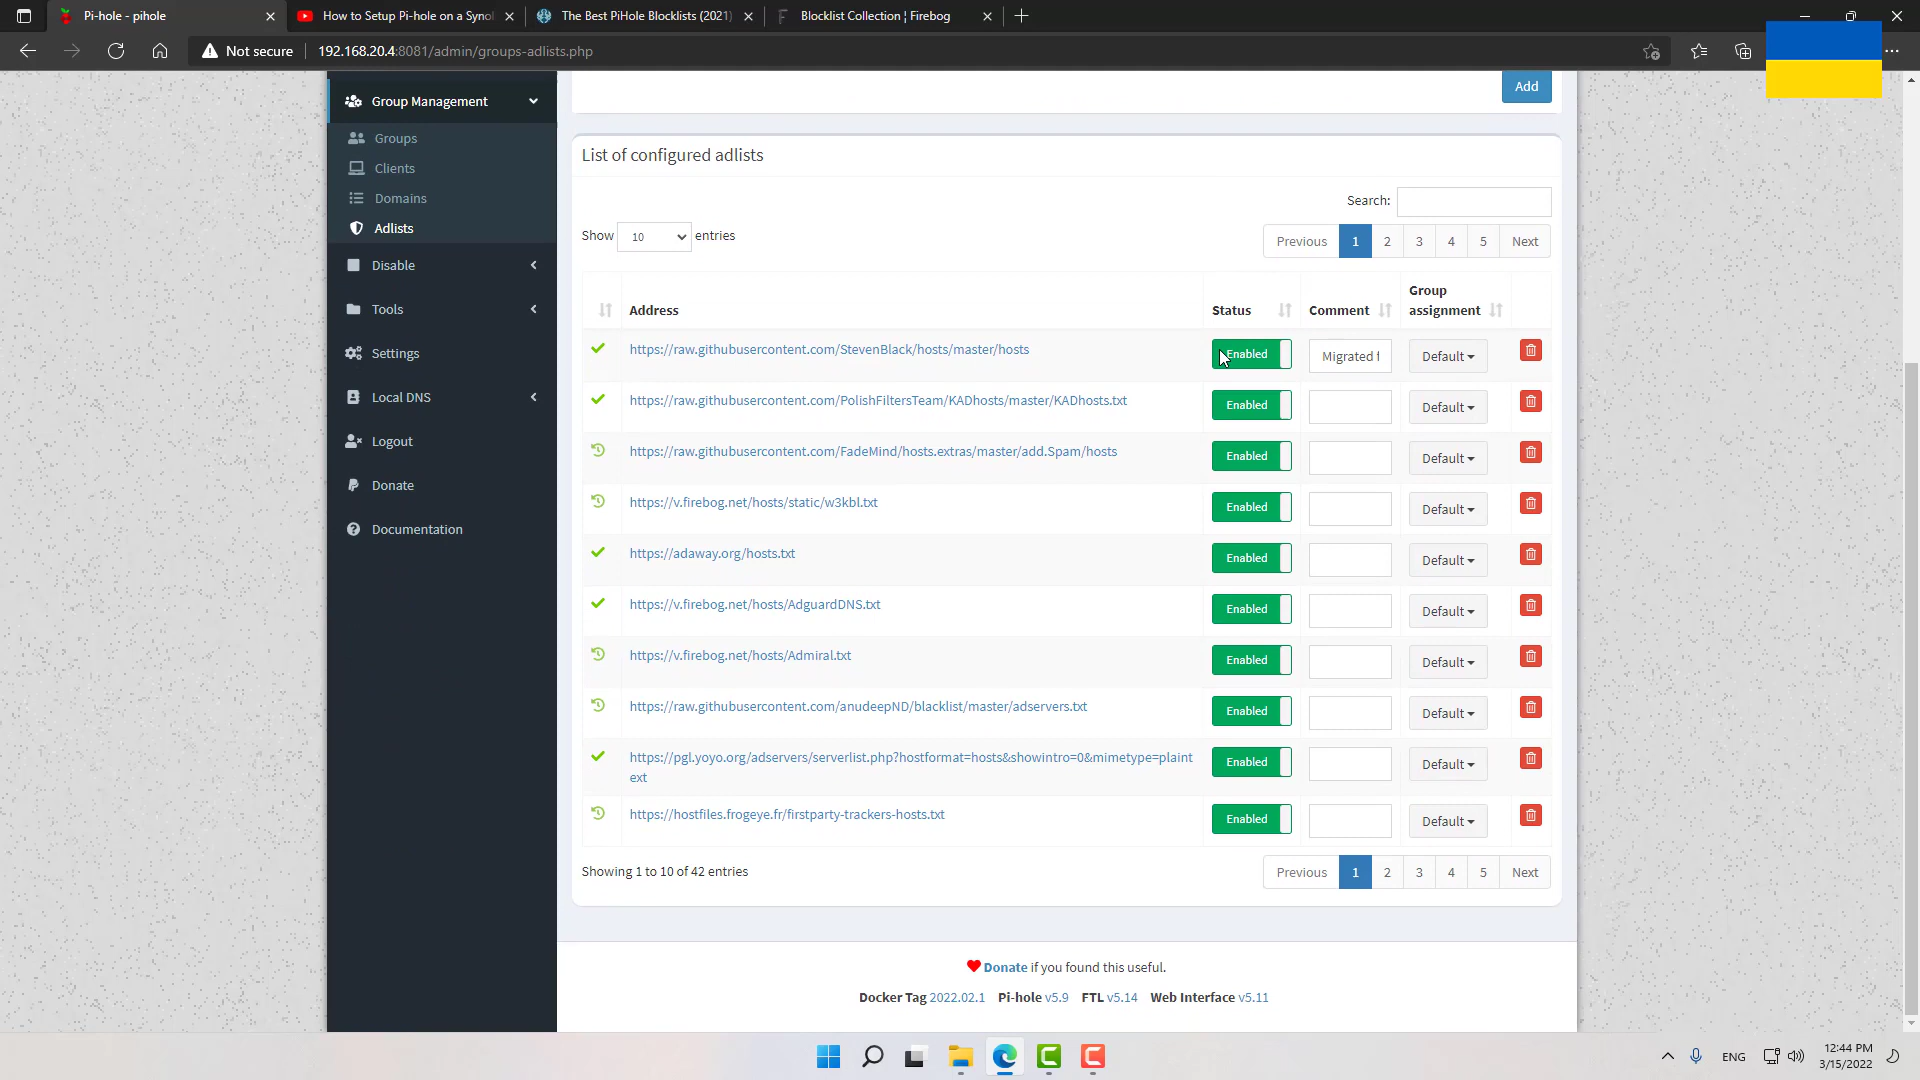 Pi-hole - pihole
How to Setup Pi-hole on a Synol
The Best PiHole Blocklists (2021)
Blocklist Collection ¦ Firebog
Not secure
192.168.20.4:8081/admin/groups-adlists.php
Group Management
Groups
Clients
Domains
Adlists
Disable
Tools
Settings
Local DNS
Logout
Donate
Documentation
Add
List of configured adlists
Search:
Show 10 entries
Previous 1 2 3 4 5 Next
Address Status Comment Group assignment
https://raw.githubusercontent.com/StevenBlack/hosts/master/hosts Enabled Migrated f Default
https://raw.githubusercontent.com/PolishFiltersTeam/KADhosts/master/KADhosts.txt Enabled Default
https://raw.githubusercontent.com/FadeMind/hosts.extras/master/add.Spam/hosts Enabled Default
https://v.firebog.net/hosts/static/w3kbl.txt Enabled Default
https://adaway.org/hosts.txt Enabled Default
https://v.firebog.net/hosts/AdguardDNS.txt Enabled Default
https://v.firebog.net/hosts/Admiral.txt Enabled Default
https://raw.githubusercontent.com/anudeepND/blacklist/master/adservers.txt Enabled Default
https://pgl.yoyo.org/adservers/serverlist.php?hostformat=hosts&showintro=0&mimetype=plaint Enabled Default
ext
https://hostfiles.frogeye.fr/firstparty-trackers-hosts.txt Enabled Default
Showing 1 to 10 of 42 entries
Previous 1 2 3 4 5 Next
Donate if you found this useful.
Docker Tag 2022.02.1 Pi-hole v5.9 FTL v5.14 Web Interface v5.11
ENG
12:44 PM
3/15/2022